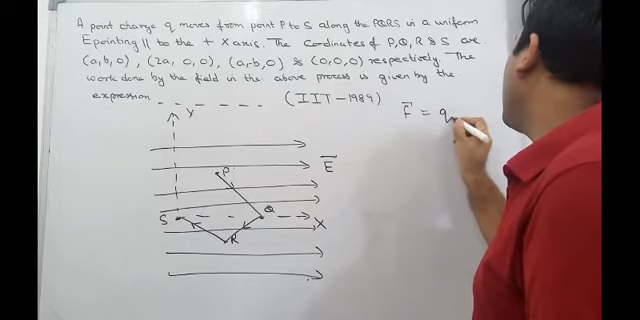 A point charge q moves from point P to S along the PQRS in a uniform
E pointing || to the + X axis. The Cordinates of P, Q, R & S are
(a, b, 0), (2a, 0, 0), (a, -b, 0) & (0, 0, 0) respectively. The
work done by the field in the above process is given by the
expression - - - - - - (IIT - 1989)
F = q
Y
P
E
S
Q
X
R